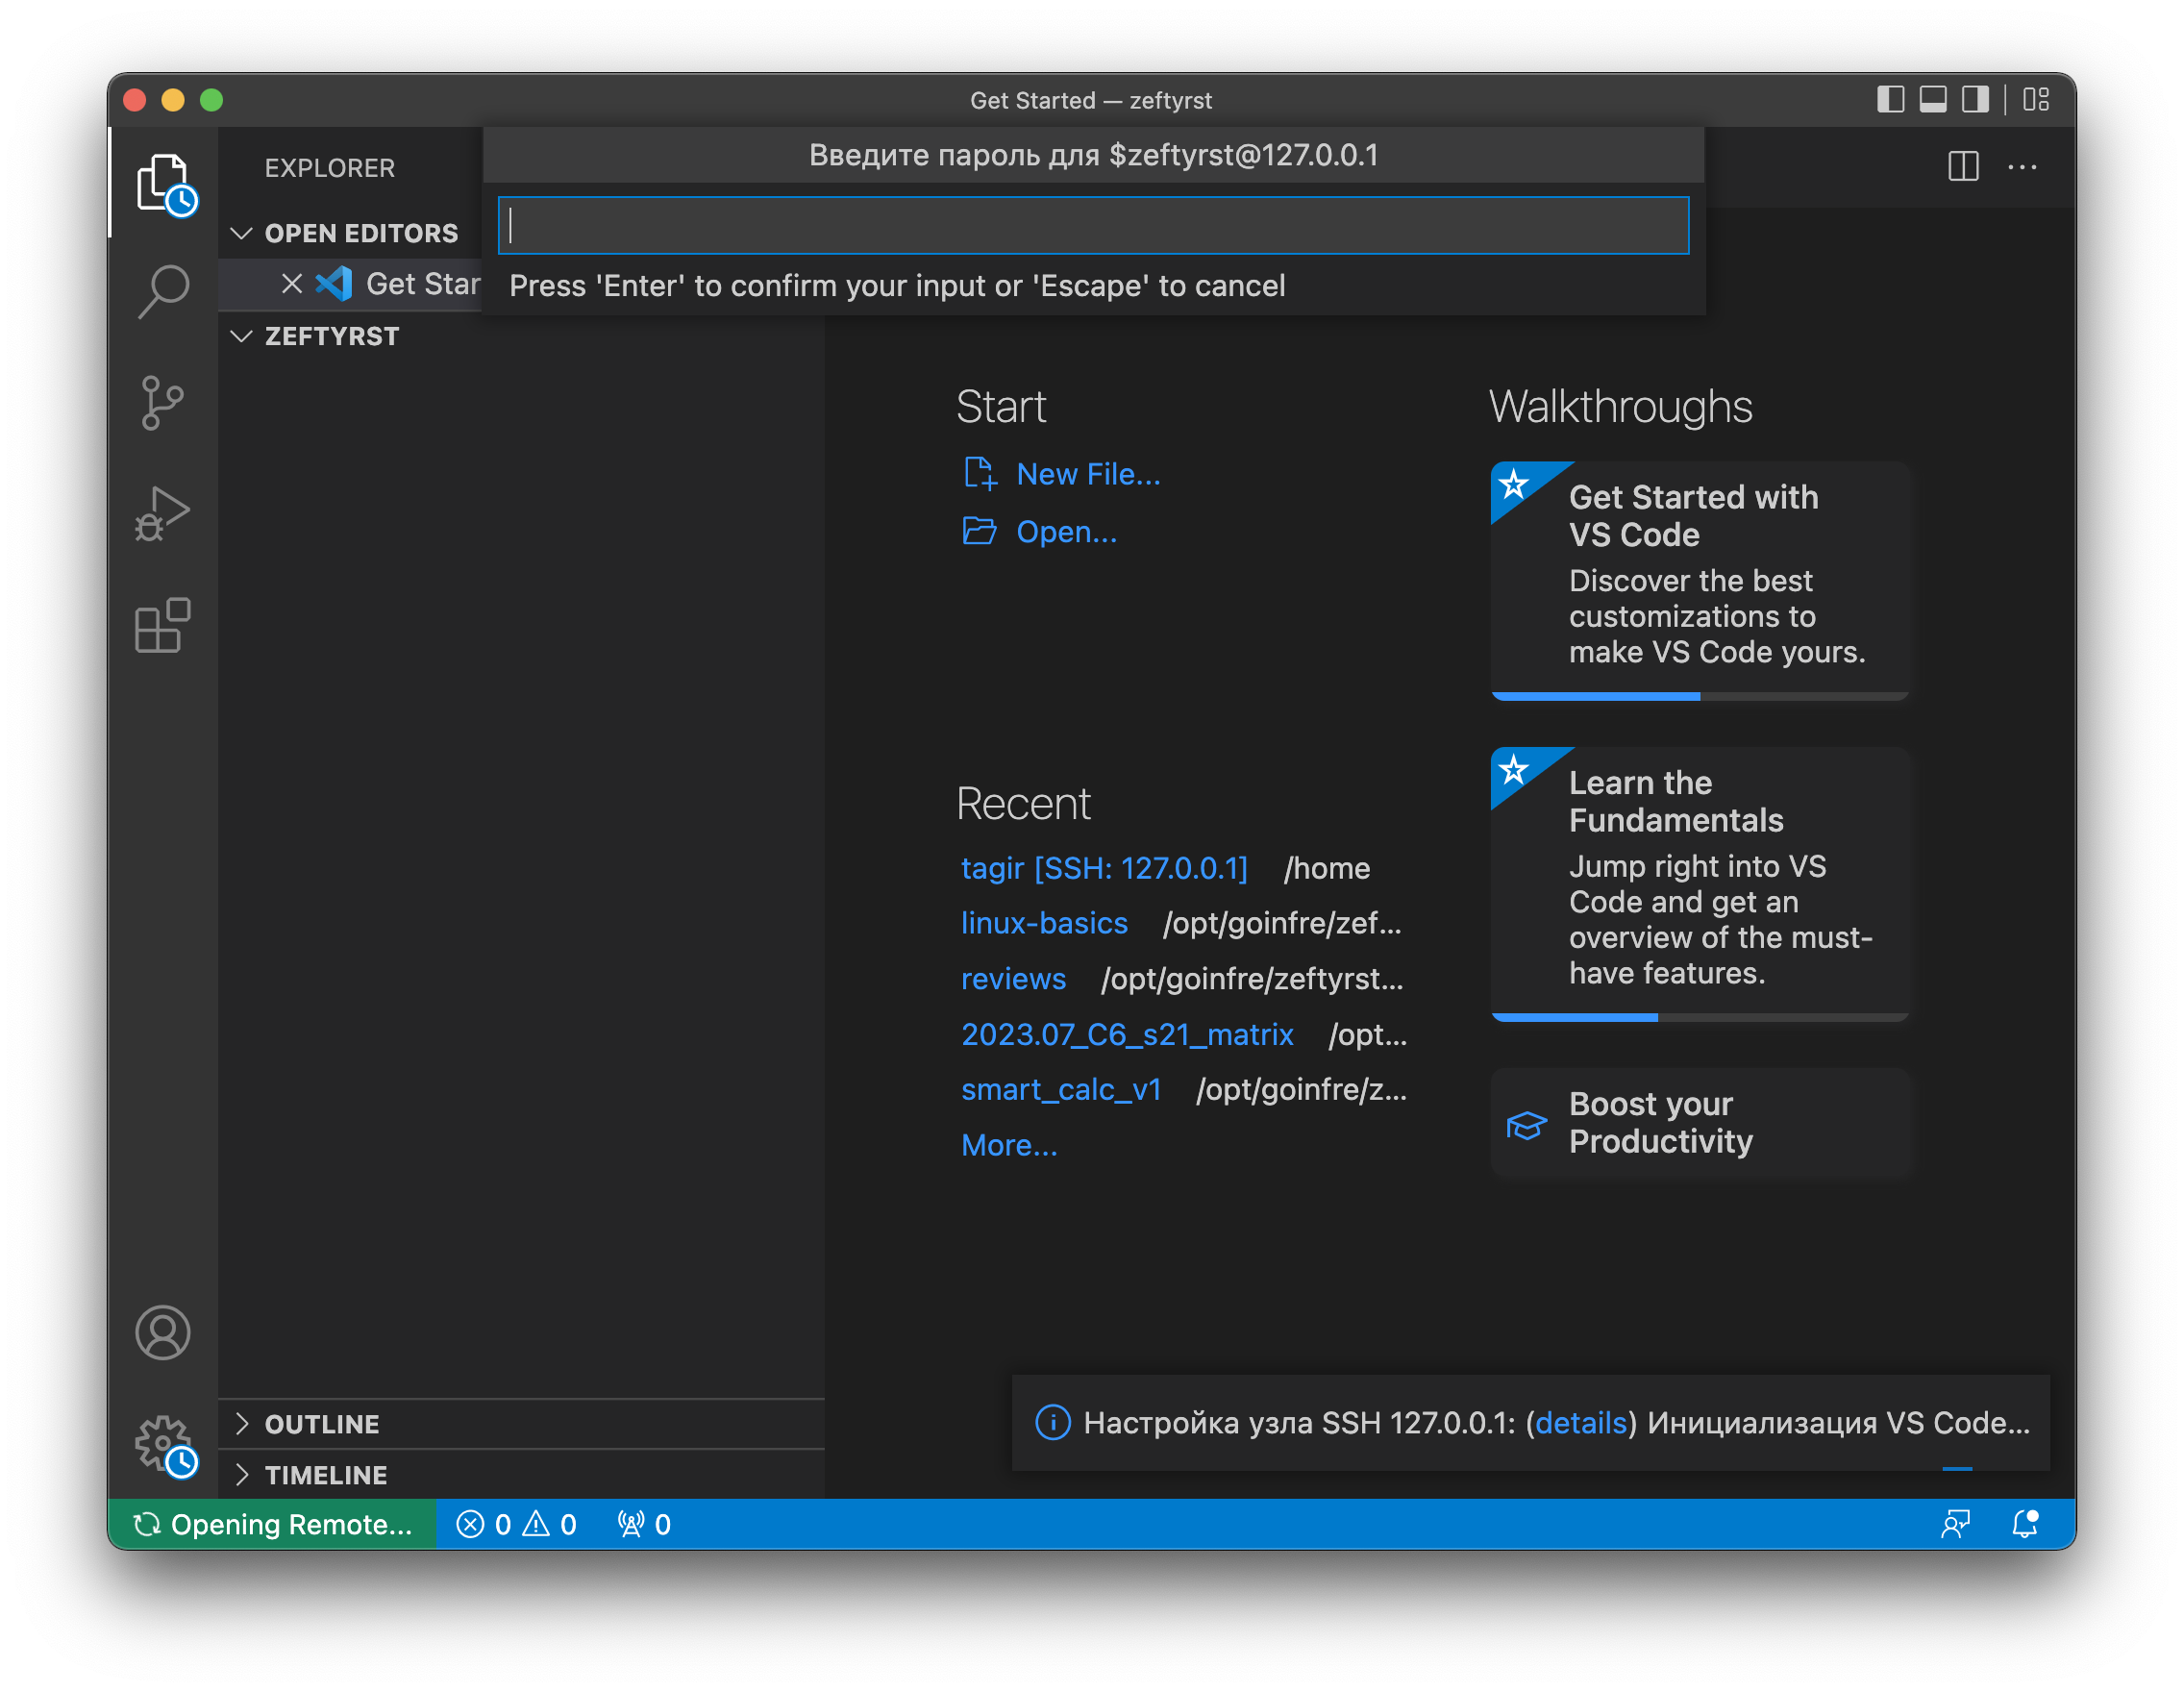 Get Started — zeftyrst
Введите пароль для $zeftyrst@127.0.0.1
Press 'Enter' to confirm your input or 'Escape' to cancel
EXPLORER
OPEN EDITORS
Get Star
ZEFTYRST
OUTLINE
TIMELINE
Start
New File...
Open...
Recent
tagir [SSH: 127.0.0.1] /home
linux-basics /opt/goinfre/zef...
reviews /opt/goinfre/zeftyrst...
2023.07_C6_s21_matrix /opt...
smart_calc_v1 /opt/goinfre/z...
More...
Walkthroughs
Get Started with
VS Code
Discover the best
customizations to
make VS Code yours.
Learn the
Fundamentals
Jump right into VS
Code and get an
overview of the must-
have features.
Boost your
Productivity
Настройка узла SSH 127.0.0.1: (details) Инициализация VS Code...
Opening Remote... 0 0 0